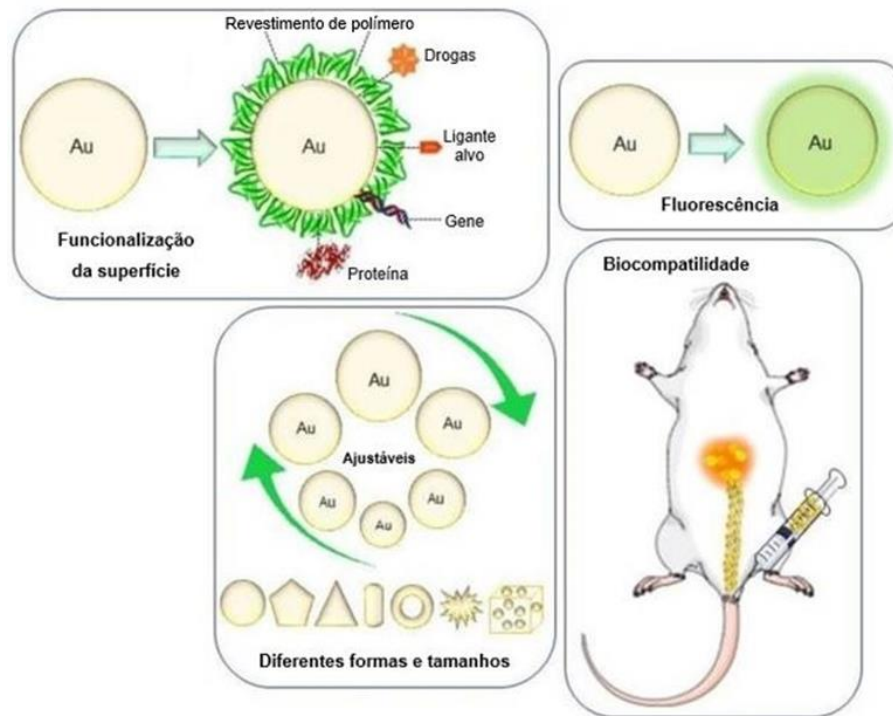 Revestimento de polímero
Drogas
Au
Au
Ligante
alvo
Gene
Proteína
Funcionalização
da superfície
Au
Au
Fluorescência
Biocompatilidade
Au
Au
Au
Ajustáveis
Au
Au
Au
Diferentes formas e tamanhos